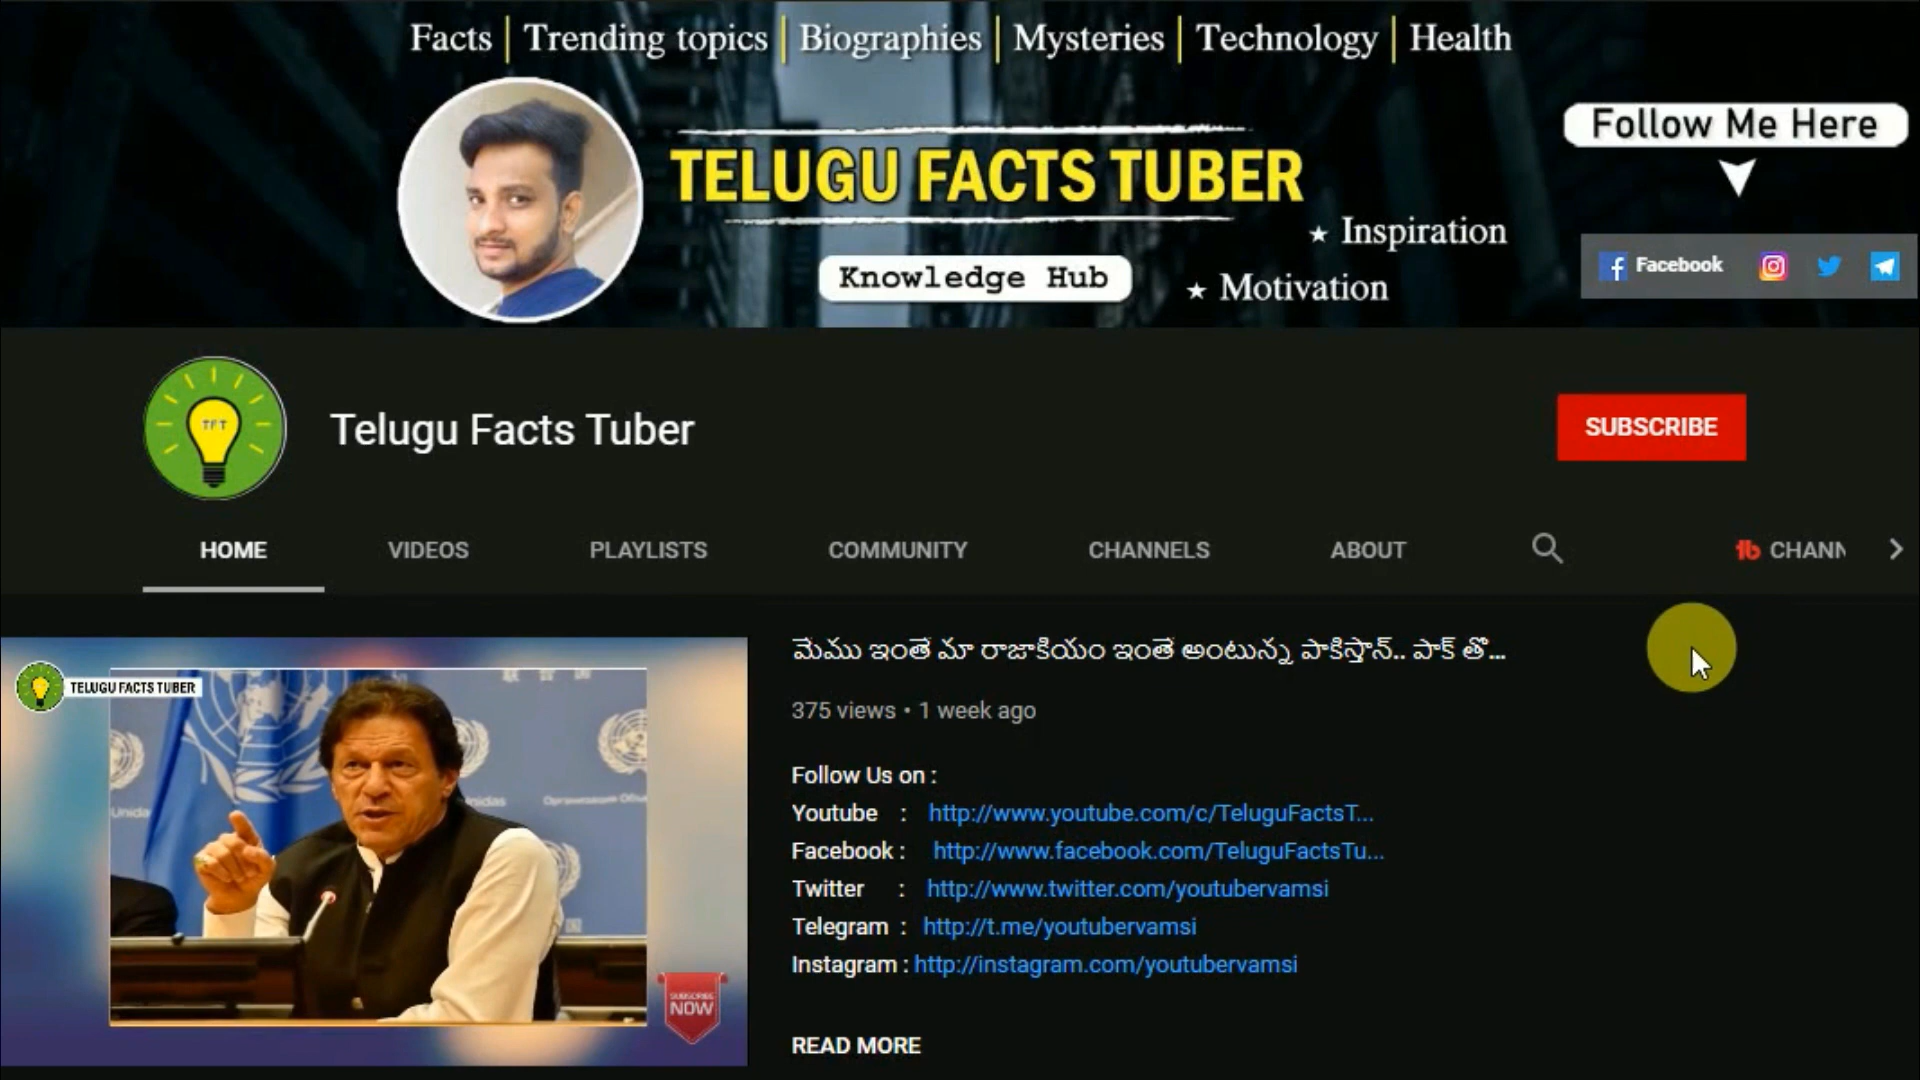 Facts | Trending topics | Biographies | Mysteries | Technology | Health
Follow Me Here
TELUGU FACTS TUBER
★ Inspiration
Knowledge Hub
★ Motivation
Facebook
TFT
Telugu Facts Tuber
SUBSCRIBE
HOME VIDEOS PLAYLISTS COMMUNITY CHANNELS ABOUT CHANN
మేము ఇంతే మా రాజాకియం ఇంతే అంటున్న పాకిస్తాన్.. పాక్ తొ...
375 views • 1 week ago
Follow Us on :
Youtube : http://www.youtube.com/c/TeluguFactsT...
Facebook : http://www.facebook.com/TeluguFactsTu...
Twitter : http://www.twitter.com/youtubervamsi
Telegram : http://t.me/youtubervamsi
Instagram : http://instagram.com/youtubervamsi
READ MORE
TELUGU FACTS TUBER
Unida
nidas
SUBSCRIBE
NOW